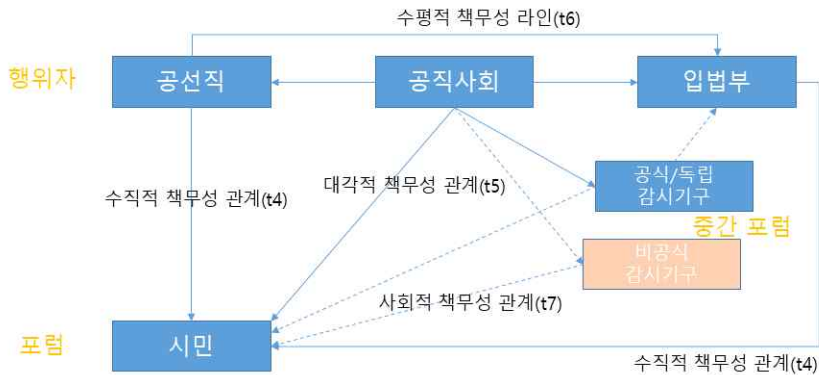 수평적 책무성 라인(t6)
행위자
공선직
공직사회
입법부
수직적 책무성 관계(t4)
대각적 책무성 관계(t5)
공식/독립
감시기구
중간 포럼
비공식
감시기구
사회적 책무성 관계(t7)
포럼
시민
수직적 책무성 관계(t4)